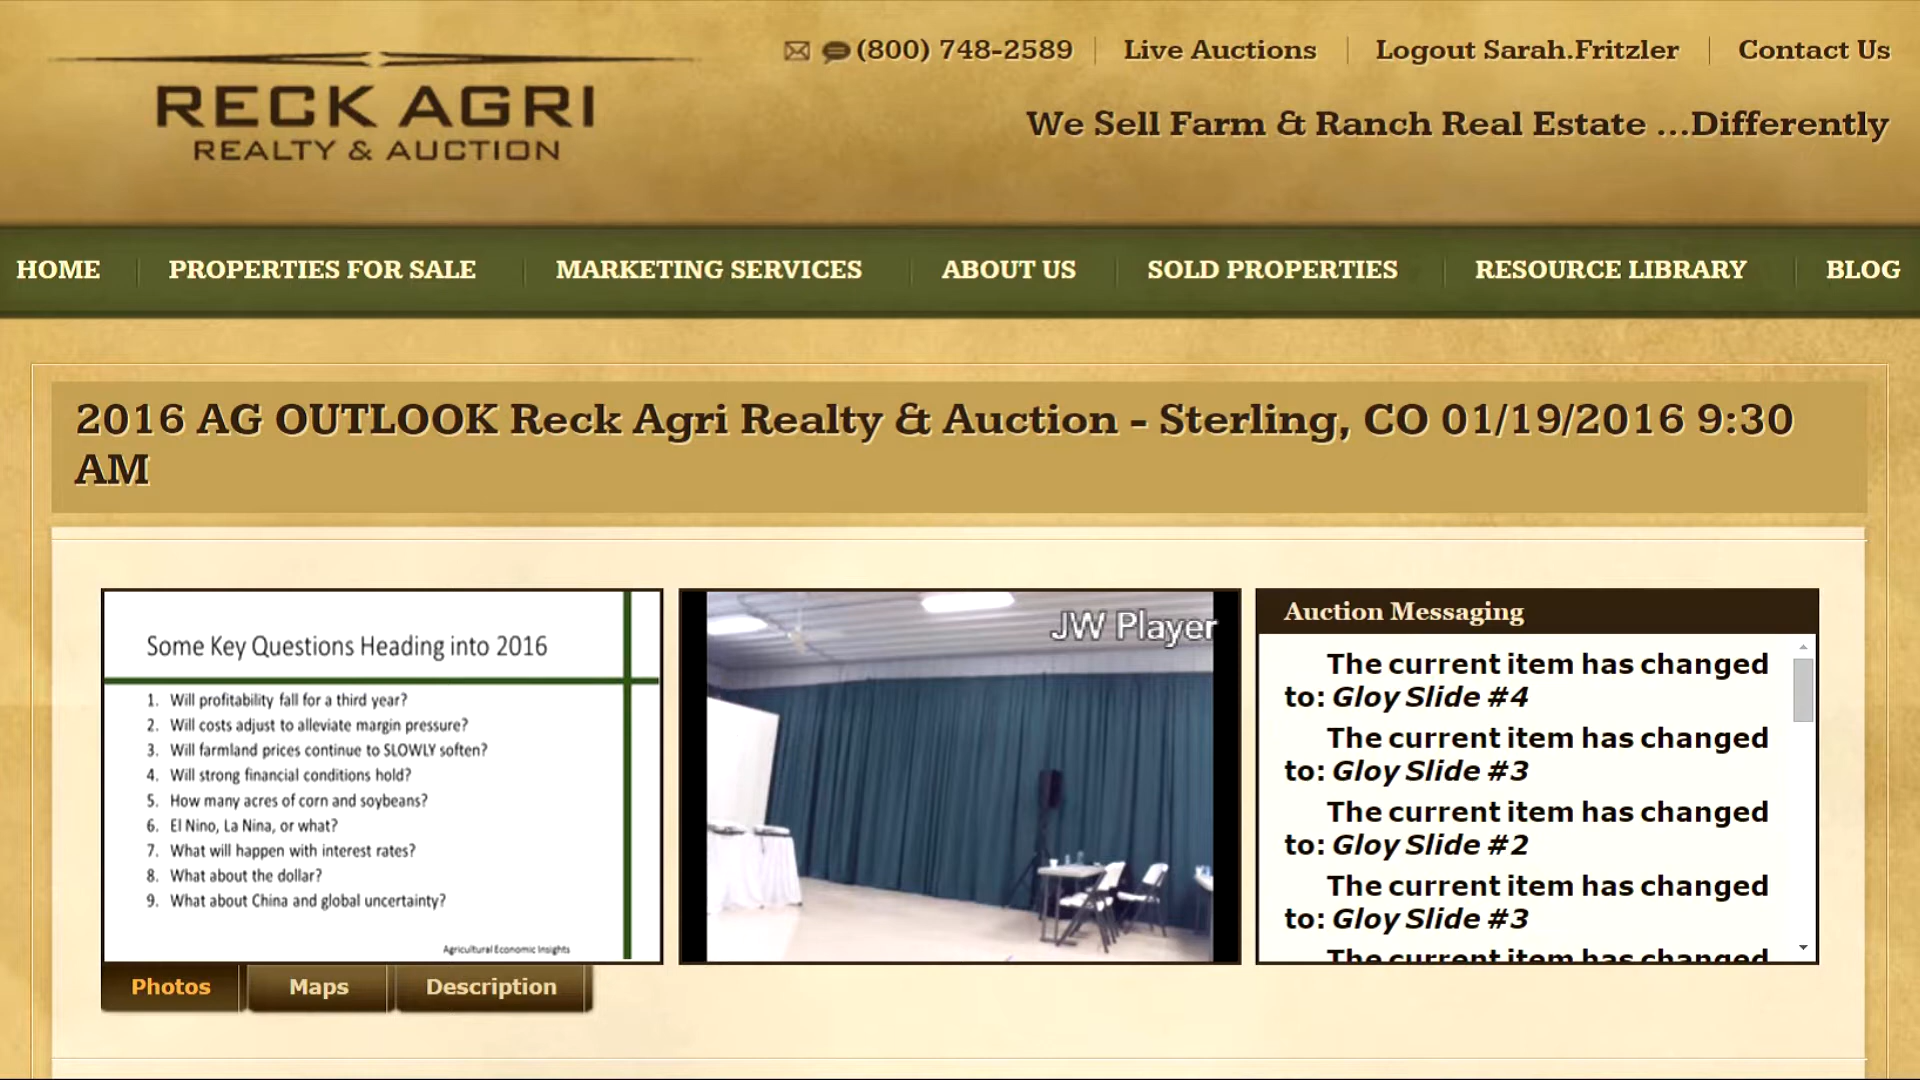 RECK AGRI
REALTY & AUCTION
(800) 748-2589
Live Auctions
Logout Sarah.Fritzler
Contact Us
We Sell Farm & Ranch Real Estate ...Differently
HOME
PROPERTIES FOR SALE
MARKETING SERVICES
ABOUT US
SOLD PROPERTIES
RESOURCE LIBRARY
BLOG
2016 AG OUTLOOK Reck Agri Realty & Auction - Sterling, CO 01/19/2016 9:30
AM
Some Key Questions Heading into 2016
1. Will profitability fall for a third year?
2. Will costs adjust to alleviate margin pressure?
3. Will farmland prices continue to SLOWLY soften?
4. Will strong financial conditions hold?
5. How many acres of corn and soybeans?
6. El Nino, La Nina, or what?
7. What will happen with interest rates?
8. What about the dollar?
9. What about China and global uncertainty?
Agricultural Economic Insights
JW Player
Auction Messaging
The current item has changed
to: Gloy Slide #4
The current item has changed
to: Gloy Slide #3
The current item has changed
to: Gloy Slide #2
The current item has changed
to: Gloy Slide #3
The current item has changed
Photos
Maps
Description